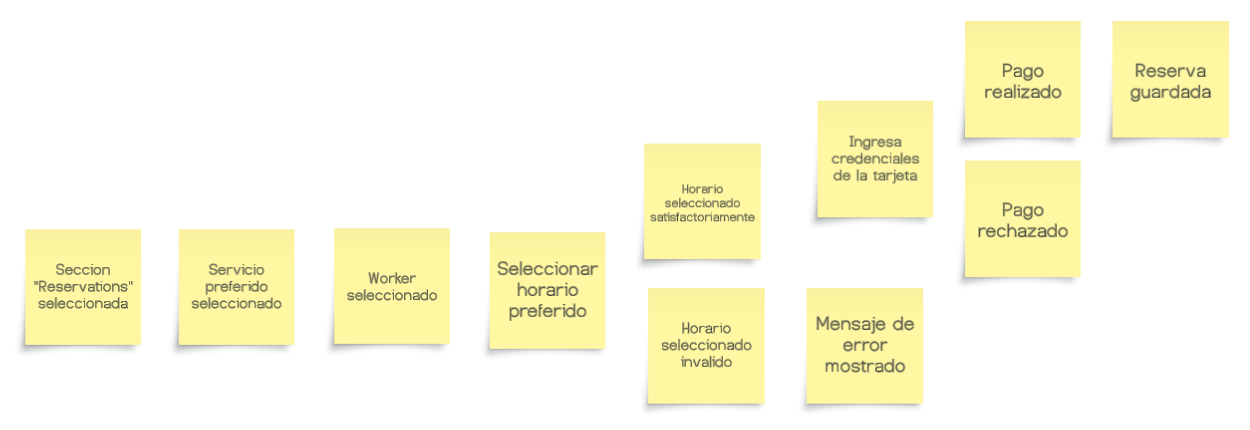 Seccion
"Reservations"
seleccionada
Servicio
preferido
seleccionado
Worker
seleccionado
Seleccionar
horario
preferido
Horario
seleccionado
satisfactoriamente
Horario
seleccionado
invalido
Ingresa
credenciales
de la tarjeta
Mensaje de
error
mostrado
Pago
realizado
Pago
rechazado
Reserva
guardada